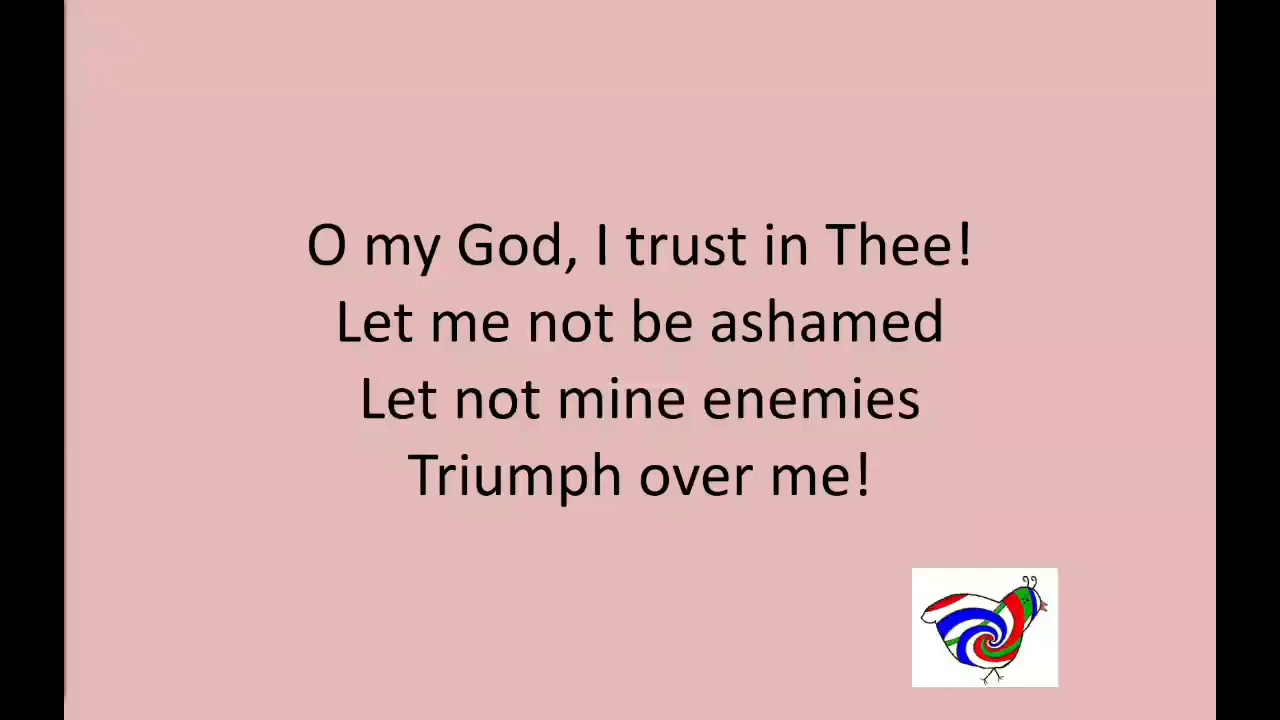 O my God, I trust in Thee!
Let me not be ashamed
Let not mine enemies
Triumph over me!